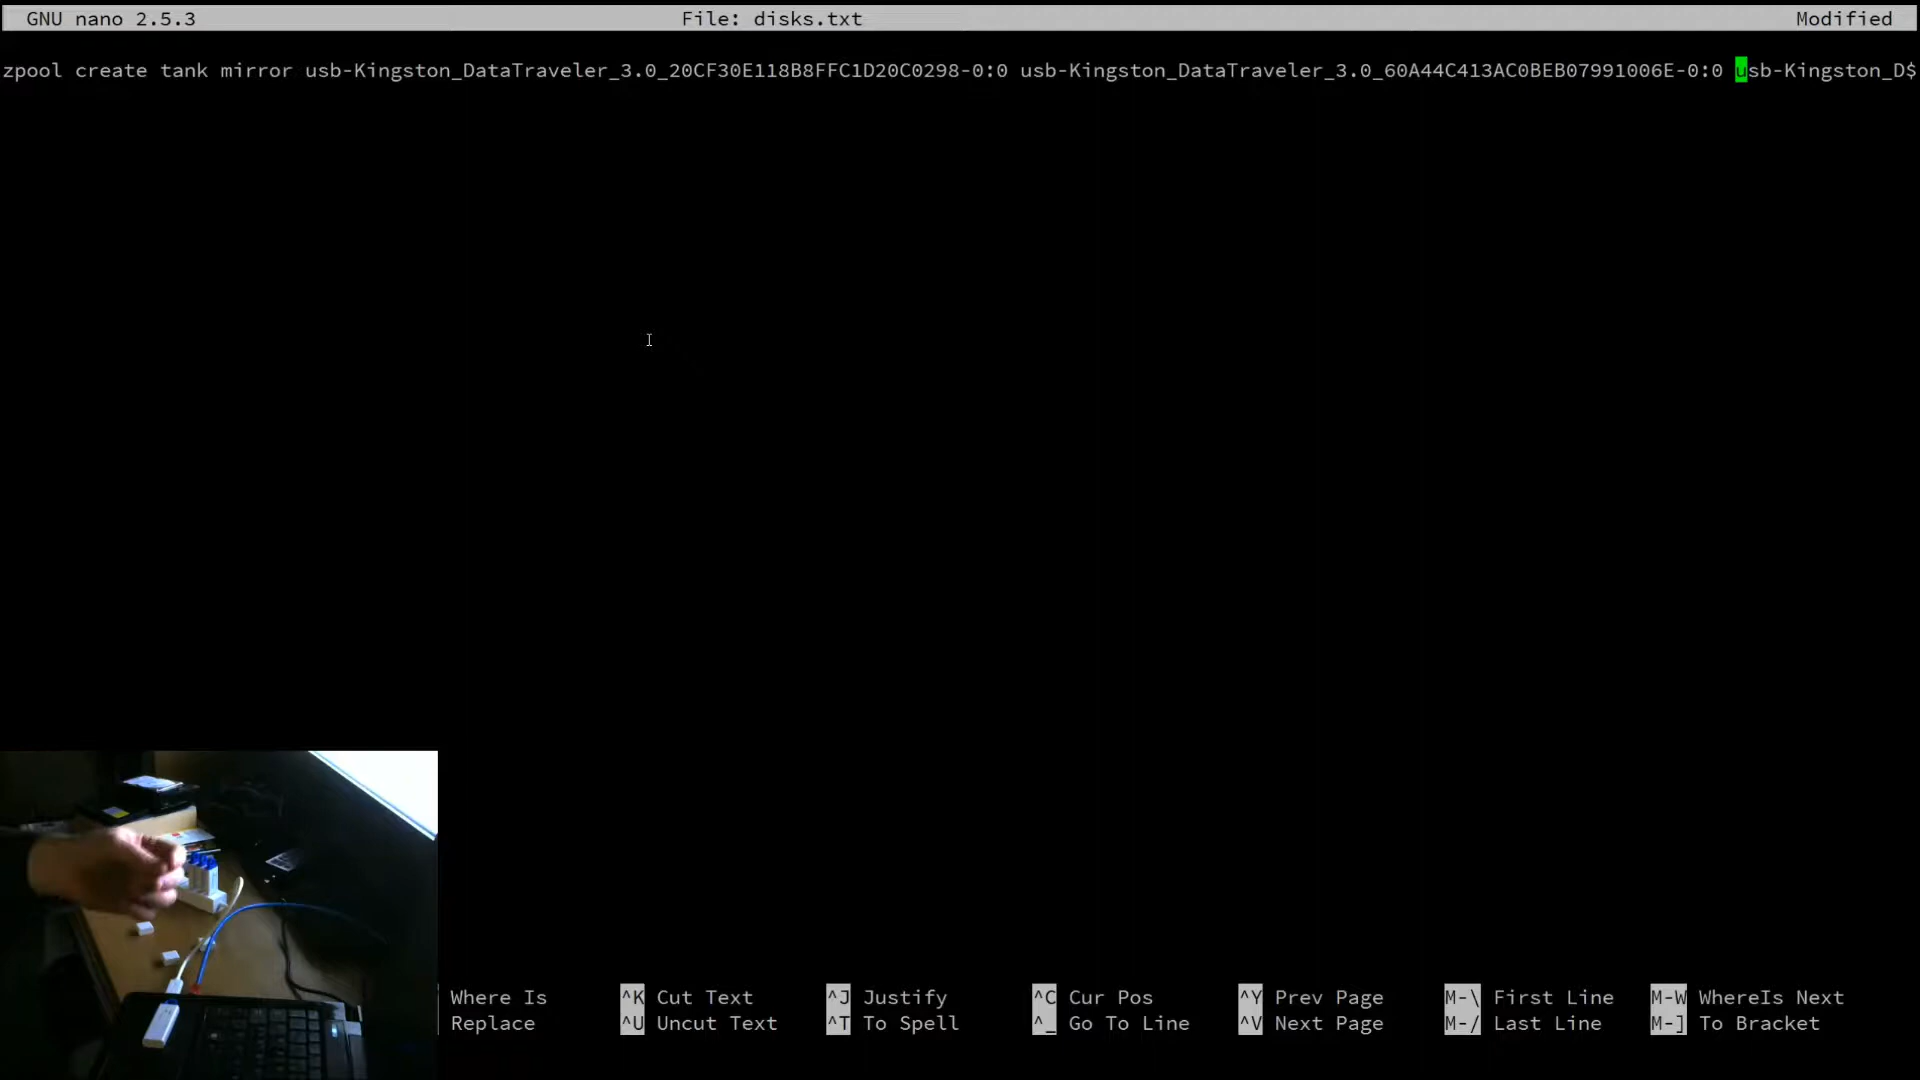 GNU nano 2.5.3 File: disks.txt Modified
zpool create tank mirror usb-Kingston_DataTraveler_3.0_20CF30E118B8FFC1D20C0298-0:0 usb-Kingston_DataTraveler_3.0_60A44C413AC0BEB07991006E-0:0 usb-Kingston_D$
Where Is ^K Cut Text ^J Justify ^C Cur Pos ^Y Prev Page M-\ First Line M-W WhereIs Next
Replace ^U Uncut Text ^T To Spell ^_ Go To Line ^V Next Page M-/ Last Line M-] To Bracket